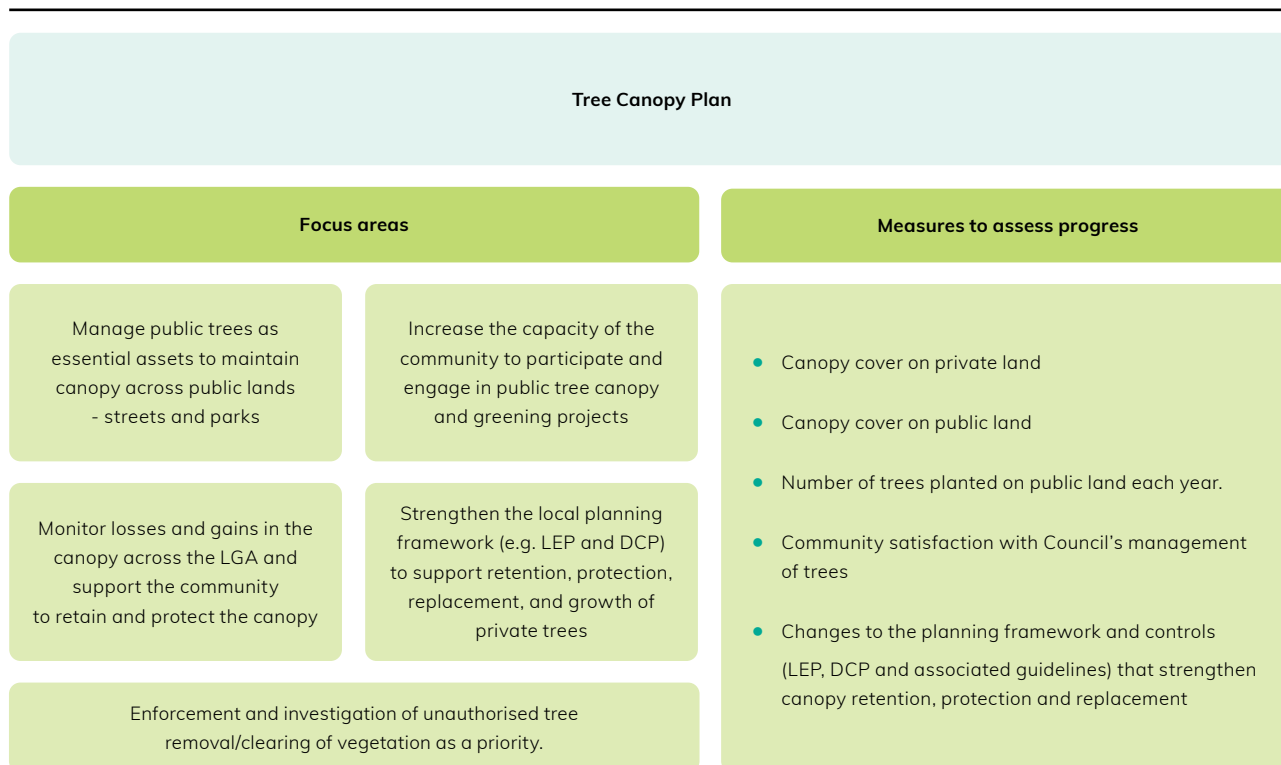 Tree Canopy Plan
Focus areas
Measures to assess progress
Manage public trees as
essential assets to maintain
canopy across public lands
- streets and parks
Increase the capacity of the
community to participate and
engage in public tree canopy
and greening projects
Monitor losses and gains in the
canopy across the LGA and
support the community
to retain and protect the canopy
Strengthen the local planning
framework (e.g. LEP and DCP)
to support retention, protection,
replacement, and growth of
private trees
Enforcement and investigation of unauthorised tree
removal/clearing of vegetation as a priority.
• Canopy cover on private land
• Canopy cover on public land
• Number of trees planted on public land each year.
• Community satisfaction with Council’s management
of trees
• Changes to the planning framework and controls
(LEP, DCP and associated guidelines) that strengthen
canopy retention, protection and replacement